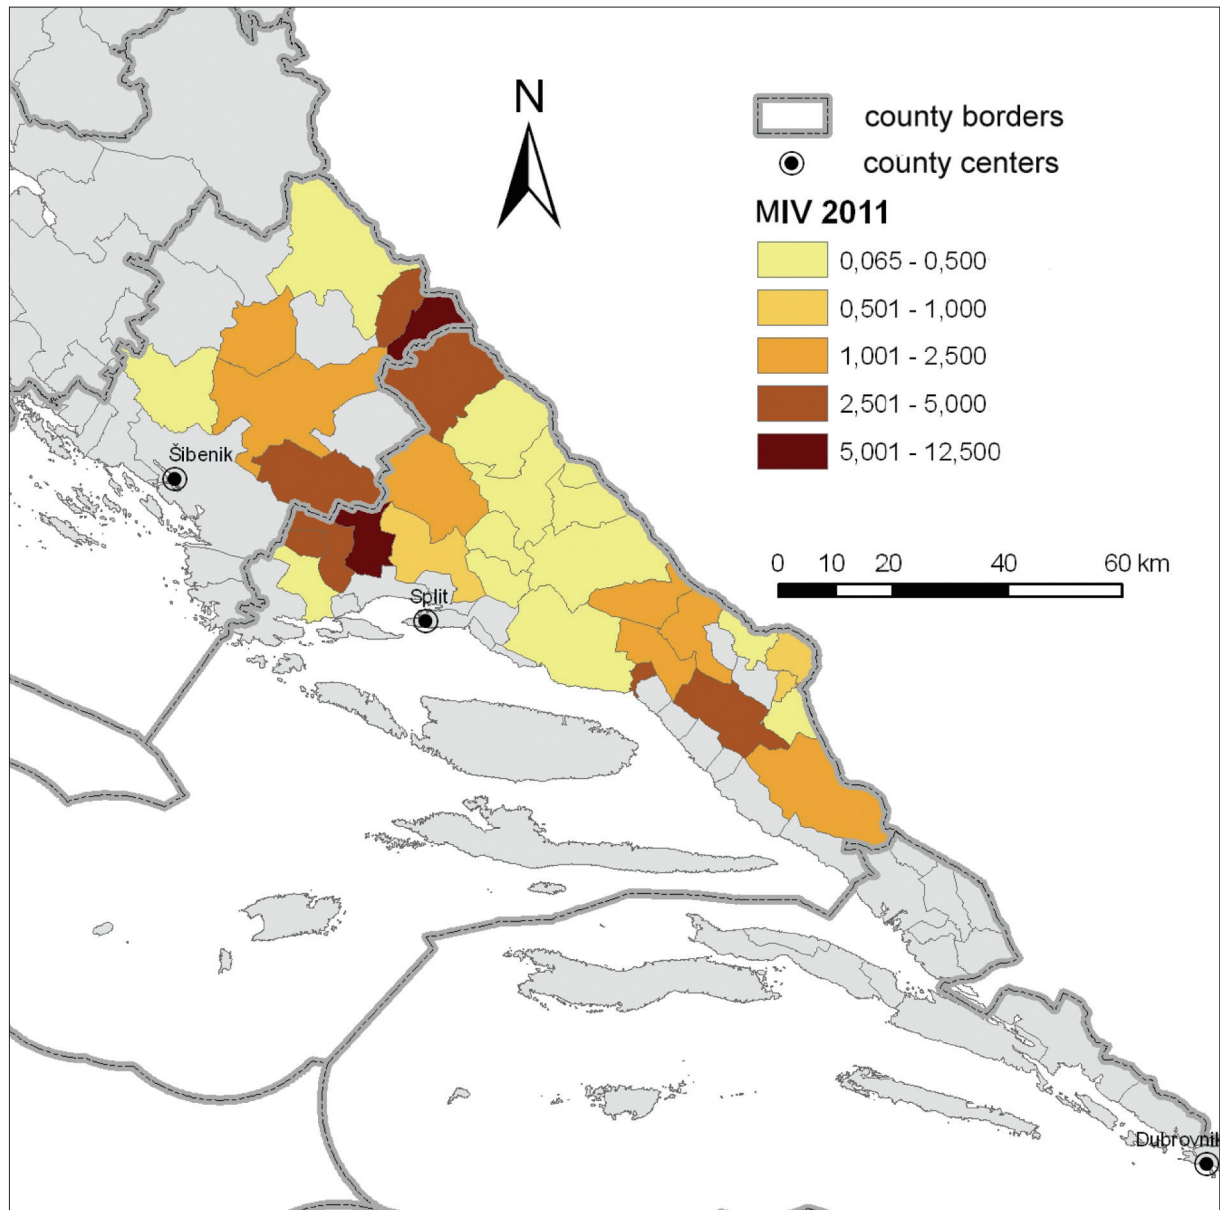 N
county borders
county centers
MIV 2011
0,065 - 0,500
0,501 - 1,000
1,001 - 2,500
2,501 - 5,000
5,001 - 12,500
Šibenik
0 10 20 40 60 km
Split
Dubrovnik